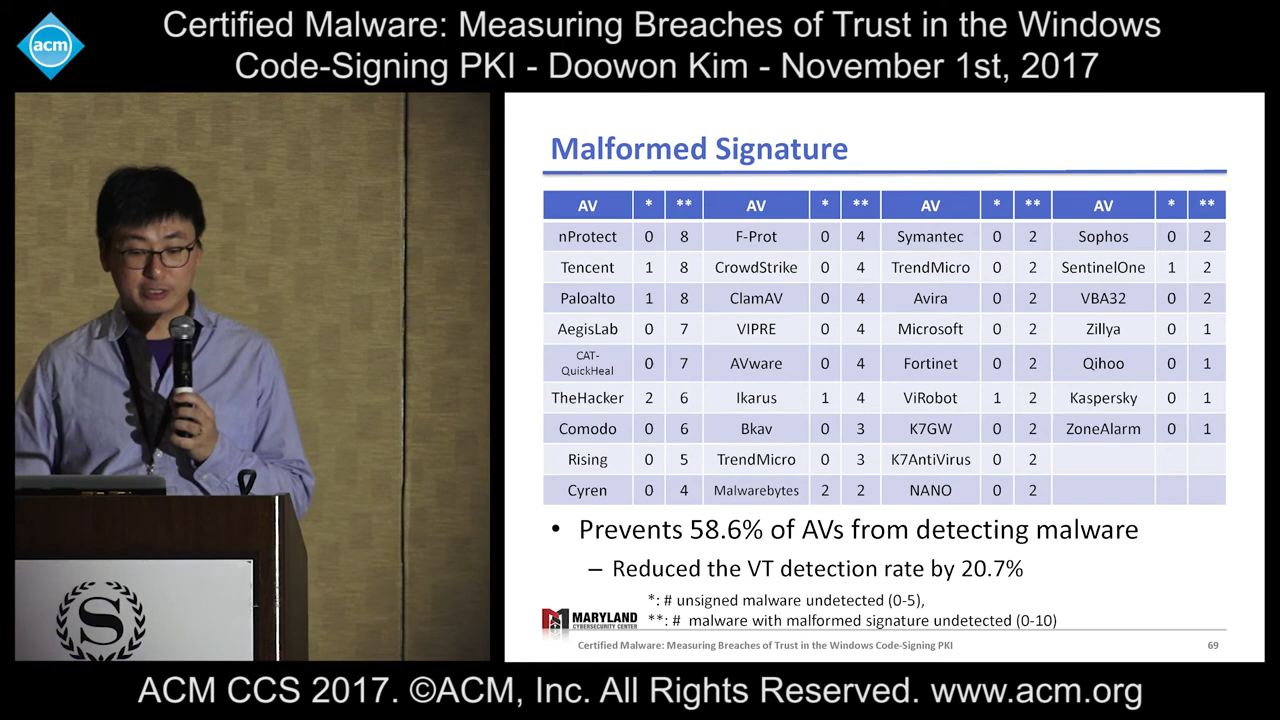 acm
Certified Malware: Measuring Breaches of Trust in the Windows
Code-Signing PKI - Doowon Kim - November 1st, 2017
Malformed Signature
AV * ** AV * ** AV * ** AV * **
nProtect 0 8 F-Prot 0 4 Symantec 0 2 Sophos 0 2
Tencent 1 8 CrowdStrike 0 4 TrendMicro 0 2 SentinelOne 1 2
Paloalto 1 8 ClamAV 0 4 Avira 0 2 VBA32 0 2
AegisLab 0 7 VIPRE 0 4 Microsoft 0 2 Zillya 0 1
CAT-
QuickHeal 0 7 AVware 0 4 Fortinet 0 2 Qihoo 0 1
TheHacker 2 6 Ikarus 1 4 ViRobot 1 2 Kaspersky 0 1
Comodo 0 6 Bkav 0 3 K7GW 0 2 ZoneAlarm 0 1
Rising 0 5 TrendMicro 0 3 K7AntiVirus 0 2
Cyren 0 4 Malwarebytes 2 2 NANO 0 2
• Prevents 58.6% of AVs from detecting malware
– Reduced the VT detection rate by 20.7%
*: # unsigned malware undetected (0-5),
**: # malware with malformed signature undetected (0-10)
MARYLAND
CYBERSECURITY CENTER
Certified Malware: Measuring Breaches of Trust in the Windows Code-Signing PKI 69
S
ACM CCS 2017. ©ACM, Inc. All Rights Reserved. www.acm.org